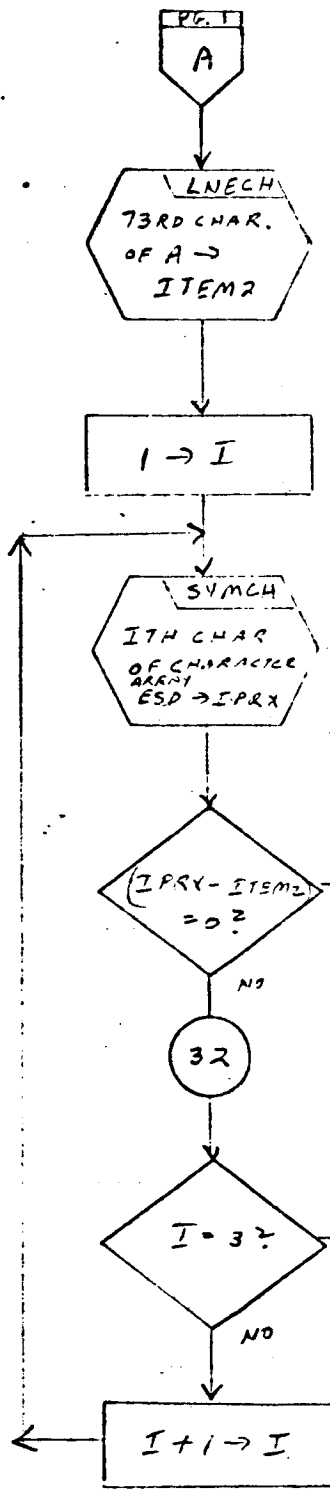 PG. 1
A
LNECH
73RD CHAR.
OF A →
ITEM2
1 → I
SYMCH
ITH CHAR
OF CHARACTER
ARRAY
ESD → IPRX
(IPRX - ITEM2)
= 0 ?
NO
32
I = 3?
NO
I + 1 → I